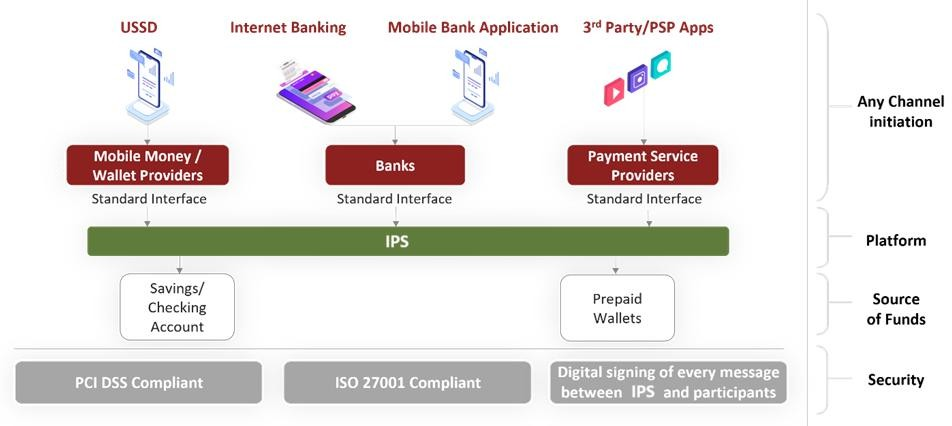 USSD
Internet Banking
Mobile Bank Application
3rd Party/PSP Apps
Any Channel
initiation
Mobile Money /
Wallet Providers
Banks
Payment Service
Providers
Standard Interface
Standard Interface
Standard Interface
IPS
Platform
Savings/
Checking
Account
Prepaid
Wallets
Source
of Funds
PCI DSS Compliant
ISO 27001 Compliant
Digital signing of every message
between IPS and participants
Security